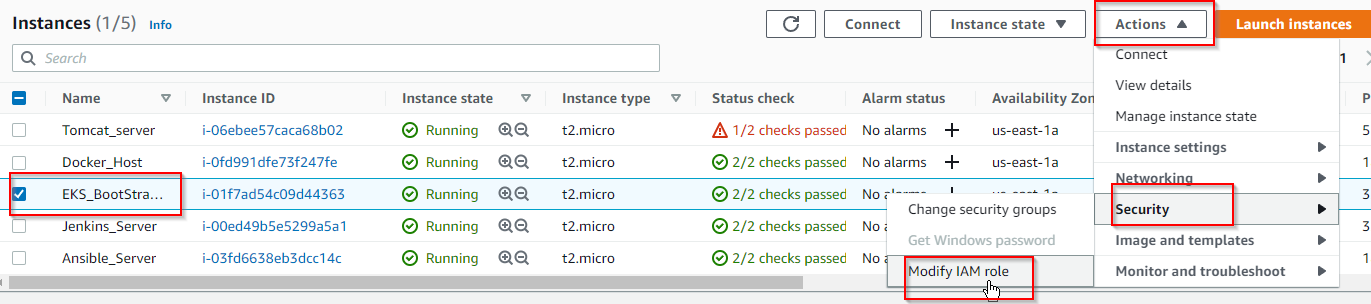 Instances (1/5) Info Connect Instance state Actions Launch instances
Search Connect 1
View details
Name Instance ID Instance state Instance type Status check Alarm status Availability Zon P
Manage instance state
Tomcat_server i-06ebee57caca68b02 Running t2.micro 1/2 checks passed No alarms us-east-1a 5
Instance settings
Docker_Host i-0fd991dfe73f247fe Running t2.micro 2/2 checks passed No alarms us-east-1a
Networking
EKS_BootStra... i-01f7ad54c09d44363 Running t2.micro 2/2 checks passed No alarms us-east-1a 3
Change security groups Security
Jenkins_Server i-00ed49b5e5299a5a1 Running t2.micro 2/2 checks passed 3
Get Windows password Image and templates
Ansible_Server i-03fd6638eb3dcc14c Running t2.micro 2/2 checks passed 1
Modify IAM role Monitor and troubleshoot